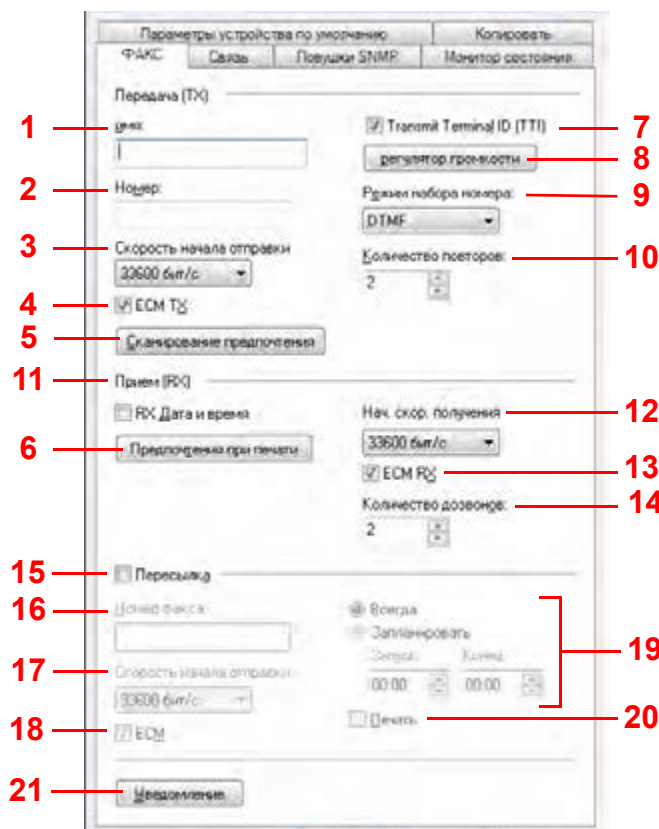 Параметры устройства по умолчанию Копировать
ФАКС Связь Ловушки SNMP Монитор состояния
Передача (TX)
1 имя: 7 Transmit Terminal ID (TTI)
8 регулятор громкости
2 Номер: 9 Режим набора номера:
DTMF
3 Скорость начала отправки 10 Количество повторов:
33600 бит/с 2
4 ECM TX
5 Сканирование предпочтения
11 Прием (RX)
RX Дата и время 12 Нач. скор. получения
6 Предпочтения при печати 33600 бит/с
13 ECM RX
14 Количество дозвонов:
2
15 Пересылка
16 Номер факса: Всегда
Запланировать
17 Скорость начала отправки: Запуск: Конец: 19
33600 бит/с 00:00 00:00
18 ECM 20 Печать
21 Уведомление